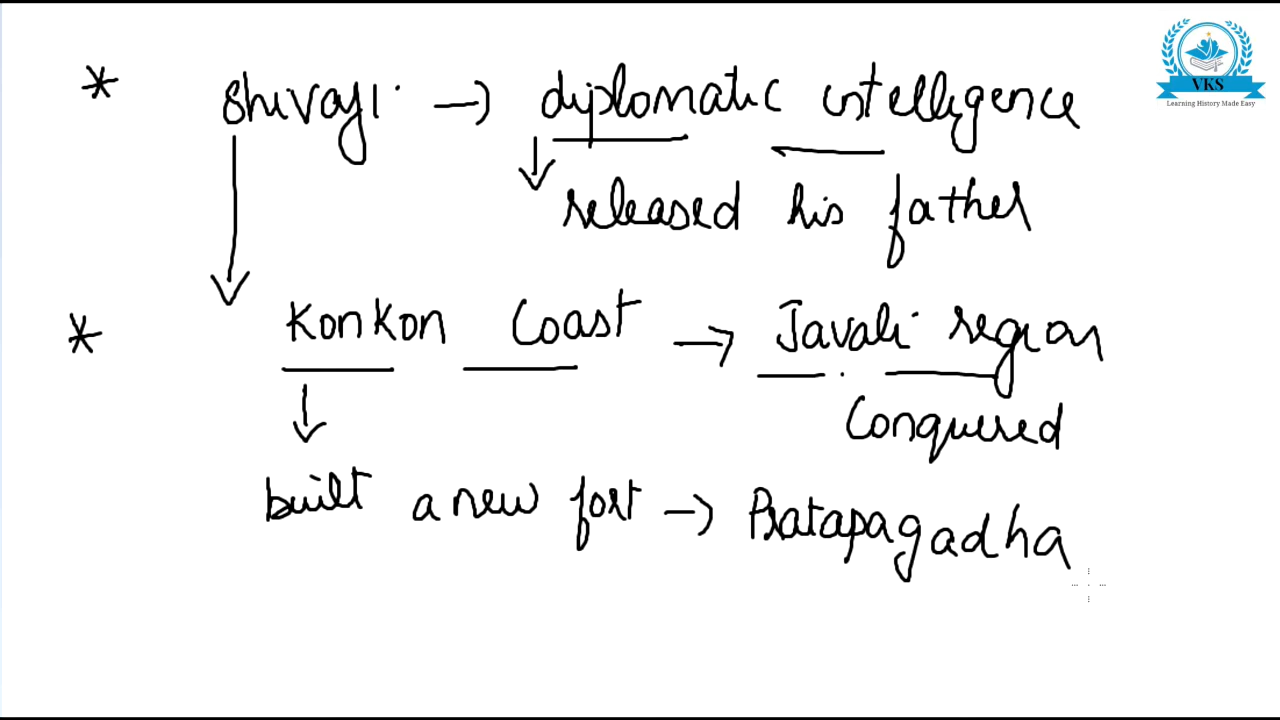 VKS
Learning History Made Easy
* Shivaji → diplomatic intelligence
↓ released his father
* Konkon Coast → Javali region
Conquered
built a new fort → Pratapagadha